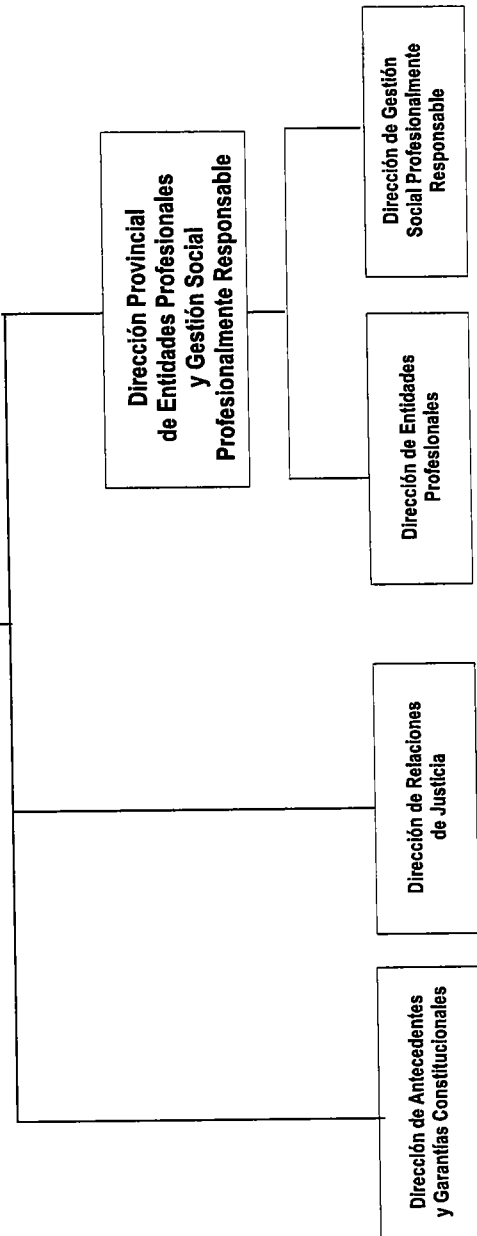 Dirección Provincial
de Entidades Profesionales
y Gestión Social
Profesionalmente Responsable
Dirección de Antecedentes
y Garantías Constitucionales
Dirección de Relaciones
de Justicia
Dirección de Entidades
Profesionales
Dirección de Gestión
Social Profesionalmente
Responsable